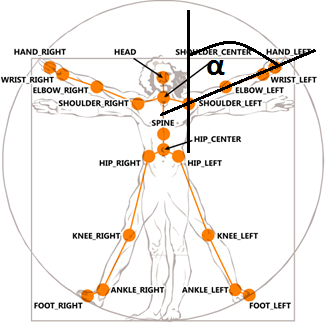 HAND_RIGHT HEAD SHOULDER_CENTER HAND_LEFT
α
WRIST_RIGHT WRIST_LEFT
ELBOW_RIGHT ELBOW_LEFT
SHOULDER_RIGHT SHOULDER_LEFT
SPINE
HIP_CENTER
HIP_RIGHT HIP_LEFT
KNEE_RIGHT KNEE_LEFT
ANKLE_RIGHT ANKLE_LEFT
FOOT_RIGHT FOOT_LEFT